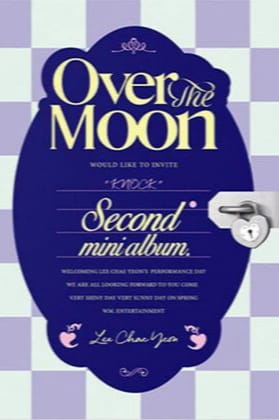 Over The
Moon
WOULD LIKE TO INVITE
"KNOCK"
Second
mini album.
WELCOMING LEE CHAE YEON'S PERFORMANCE DAY
WE ARE ALL LOOKING FORWARD TO YOU COME
VERY SHINY DAY VERY SUNNY DAY ON SPRING
WM. ENTERTAINMENT
Lee Chae Yeon